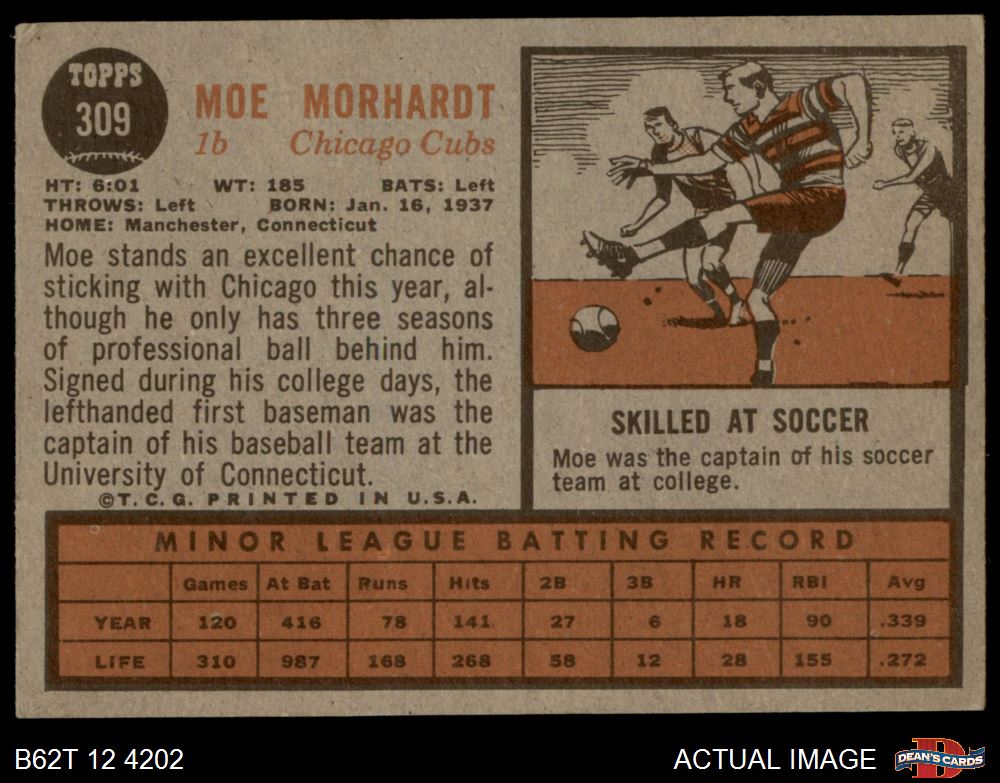 TOPPS
309
MOE MORHARDT
1b Chicago Cubs
HT: 6:01 WT: 185 BATS: Left
THROWS: Left BORN: Jan. 16, 1937
HOME: Manchester, Connecticut
Moe stands an excellent chance of
sticking with Chicago this year, al-
though he only has three seasons
of professional ball behind him.
Signed during his college days, the
lefthanded first baseman was the
captain of his baseball team at the
University of Connecticut.
©T.C.G. PRINTED IN U.S.A.
SKILLED AT SOCCER
Moe was the captain of his soccer
team at college.
MINOR LEAGUE BATTING RECORD
Games At Bat Runs Hits 2B 3B HR RBI Avg
YEAR 120 416 78 141 27 6 18 90 .339
LIFE 310 987 168 268 58 12 28 155 .272
B62T 12 4202
ACTUAL IMAGE
D
DEAN'S CARDS